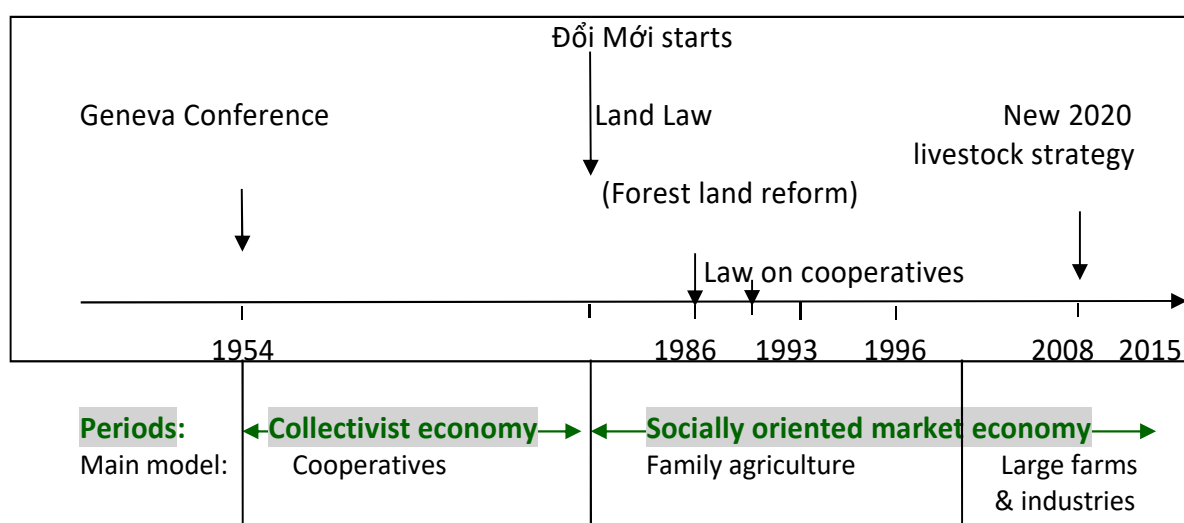 Đổi Mới starts
Geneva Conference Land Law New 2020
livestock strategy
(Forest land reform)
Law on cooperatives
1954 1986 1993 1996 2008 2015
Periods: Collectivist economy Socially oriented market economy
Main model: Cooperatives Family agriculture Large farms
& industries